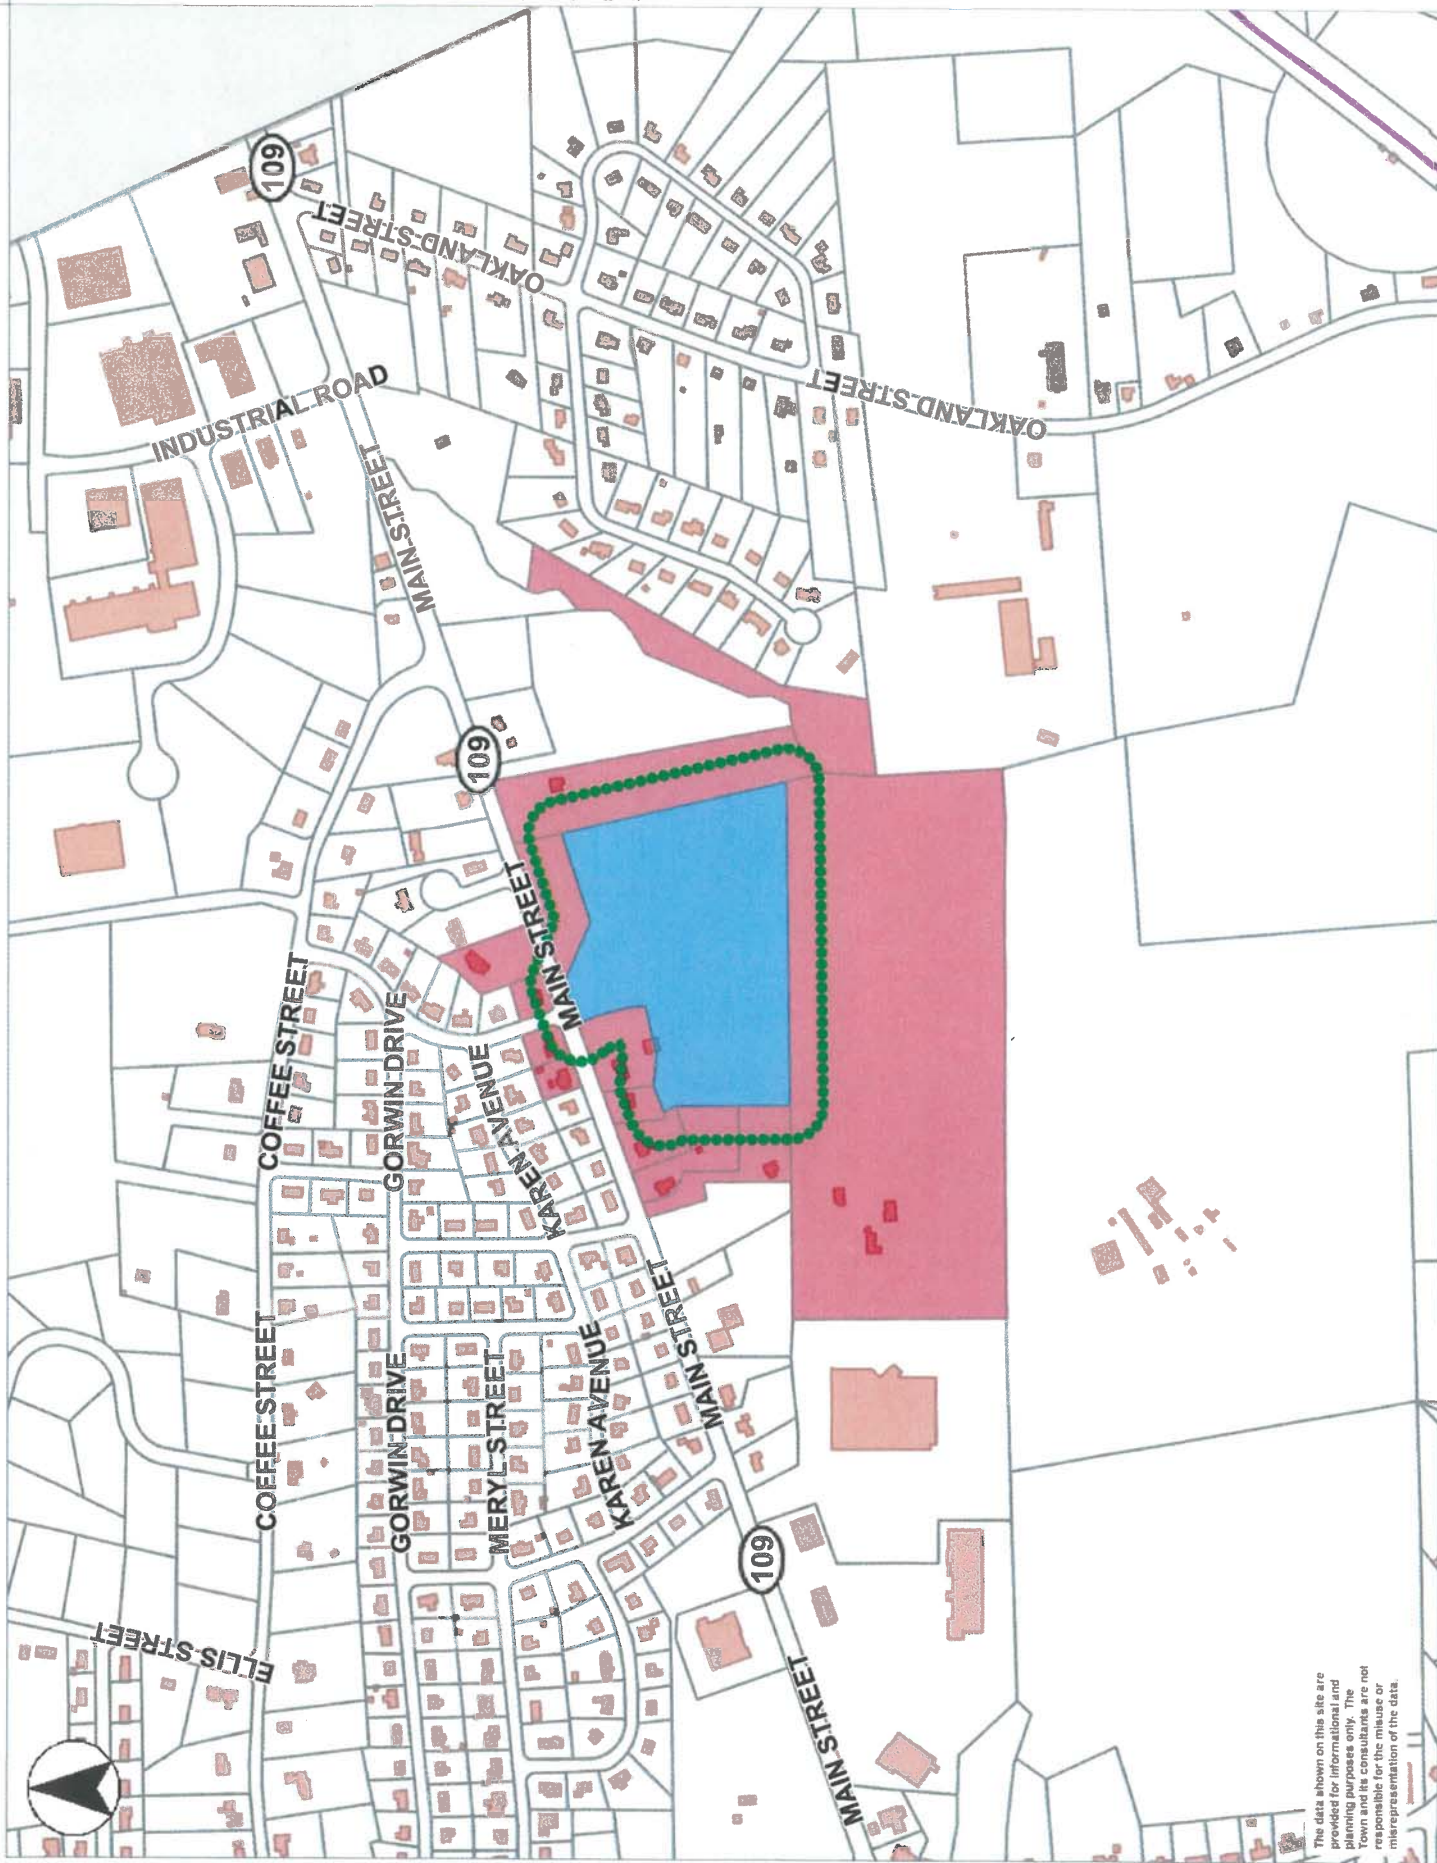 109
OAKLAND STREET
INDUSTRIAL ROAD
MAIN STREET
OAKLAND STREET
109
MAIN STREET
COFFEE STREET
GORWIN DRIVE
KAREN AVENUE
COFFEE STREET
GORWIN DRIVE
MERYL STREET
KAREN AVENUE
MAIN STREET
109
ELLIS STREET
MAIN STREET
The data shown on this site are
provided for informational and
planning purposes only. The
Town and its consultants are not
responsible for the misuse or
misrepresentation of the data.